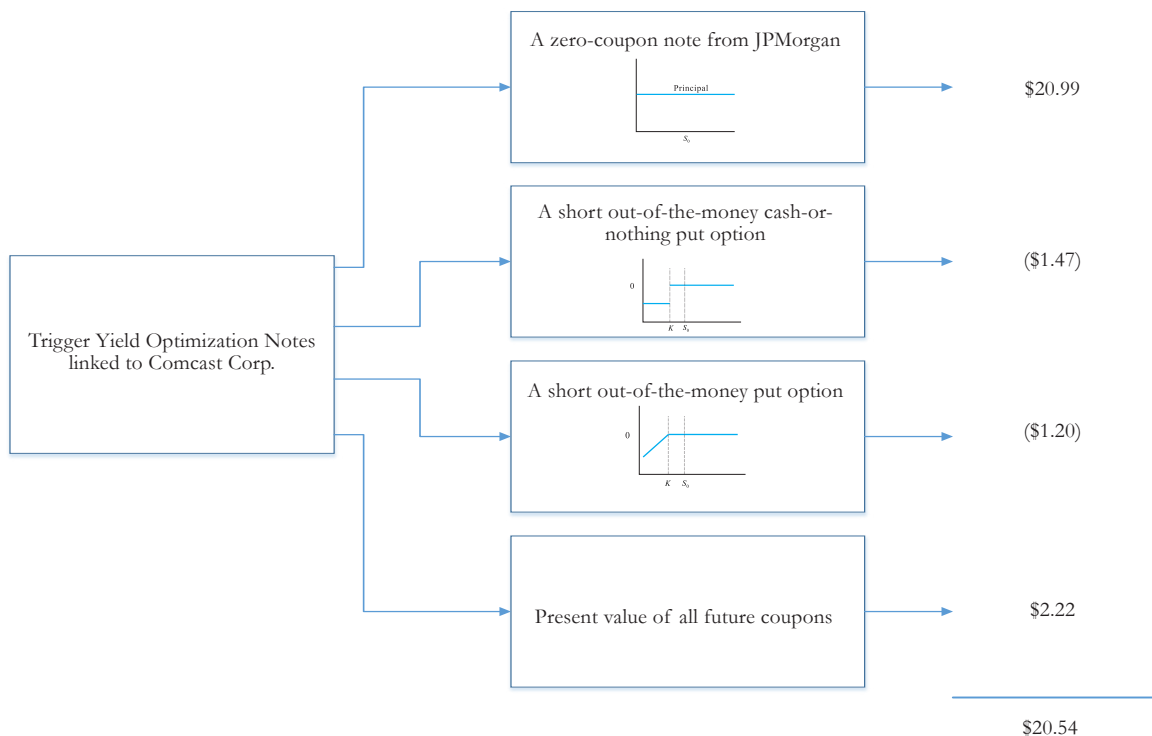 A zero-coupon note from JPMorgan
Principal
S₀
$20.99
A short out-of-the-money cash-or-
nothing put option
0
K S₀
($1.47)
Trigger Yield Optimization Notes
linked to Comcast Corp.
A short out-of-the-money put option
0
K S₀
($1.20)
Present value of all future coupons
$2.22
$20.54